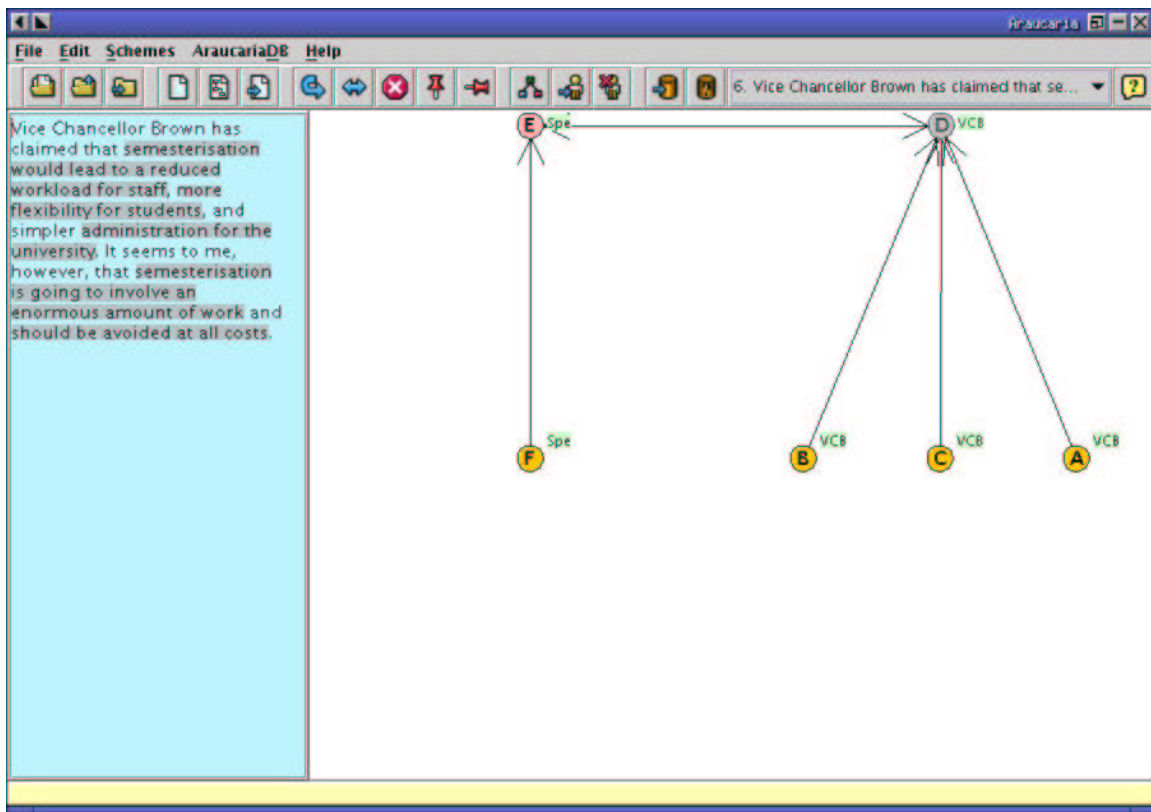 Araucaria
File Edit Schemes AraucariaDB Help
6. Vice Chancellor Brown has claimed that se...
?
Vice Chancellor Brown has
claimed that semesterisation
would lead to a reduced
workload for staff, more
flexibility for students, and
simpler administration for the
university. It seems to me,
however, that semesterisation
is going to involve an
enormous amount of work and
should be avoided at all costs.
E Spe
D VCB
F Spe
B VCB
C VCB
A VCB